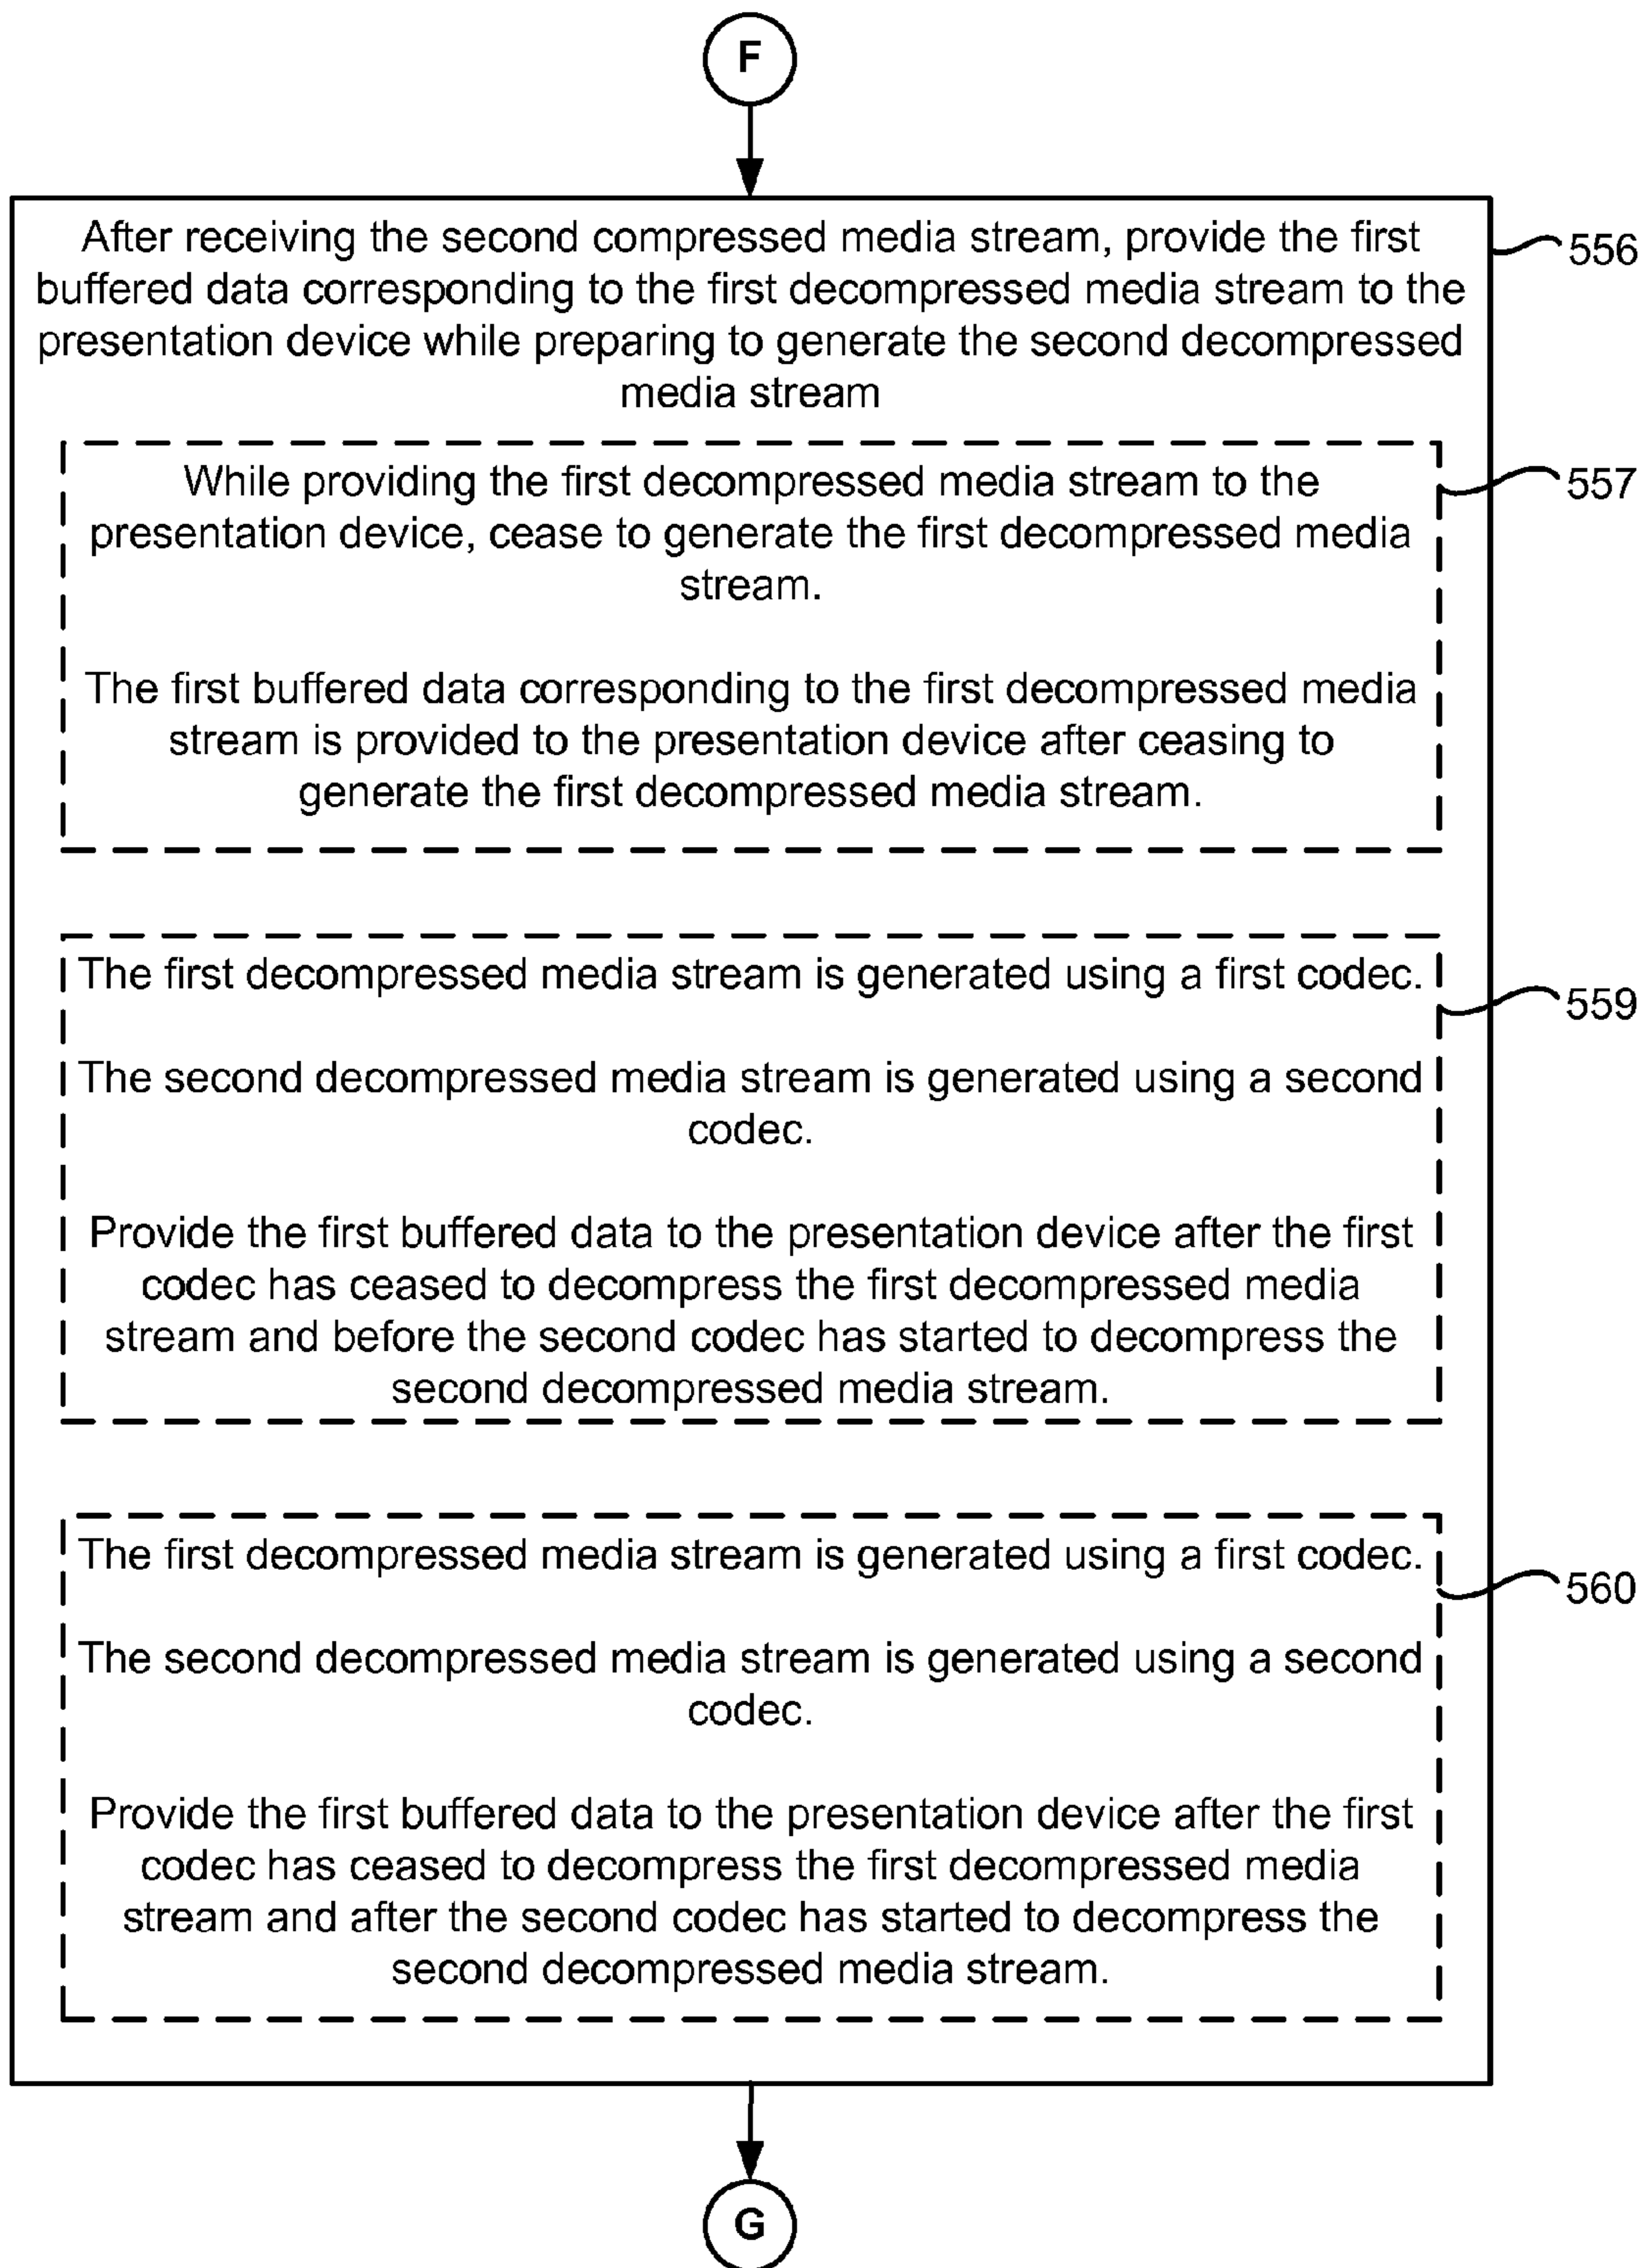 F
After receiving the second compressed media stream, provide the first
buffered data corresponding to the first decompressed media stream to the
presentation device while preparing to generate the second decompressed
media stream
556
While providing the first decompressed media stream to the
presentation device, cease to generate the first decompressed media
stream.
557
The first buffered data corresponding to the first decompressed media
stream is provided to the presentation device after ceasing to
generate the first decompressed media stream.
The first decompressed media stream is generated using a first codec.
559
The second decompressed media stream is generated using a second
codec.
Provide the first buffered data to the presentation device after the first
codec has ceased to decompress the first decompressed media
stream and before the second codec has started to decompress the
second decompressed media stream.
The first decompressed media stream is generated using a first codec.
560
The second decompressed media stream is generated using a second
codec.
Provide the first buffered data to the presentation device after the first
codec has ceased to decompress the first decompressed media
stream and after the second codec has started to decompress the
second decompressed media stream.
G